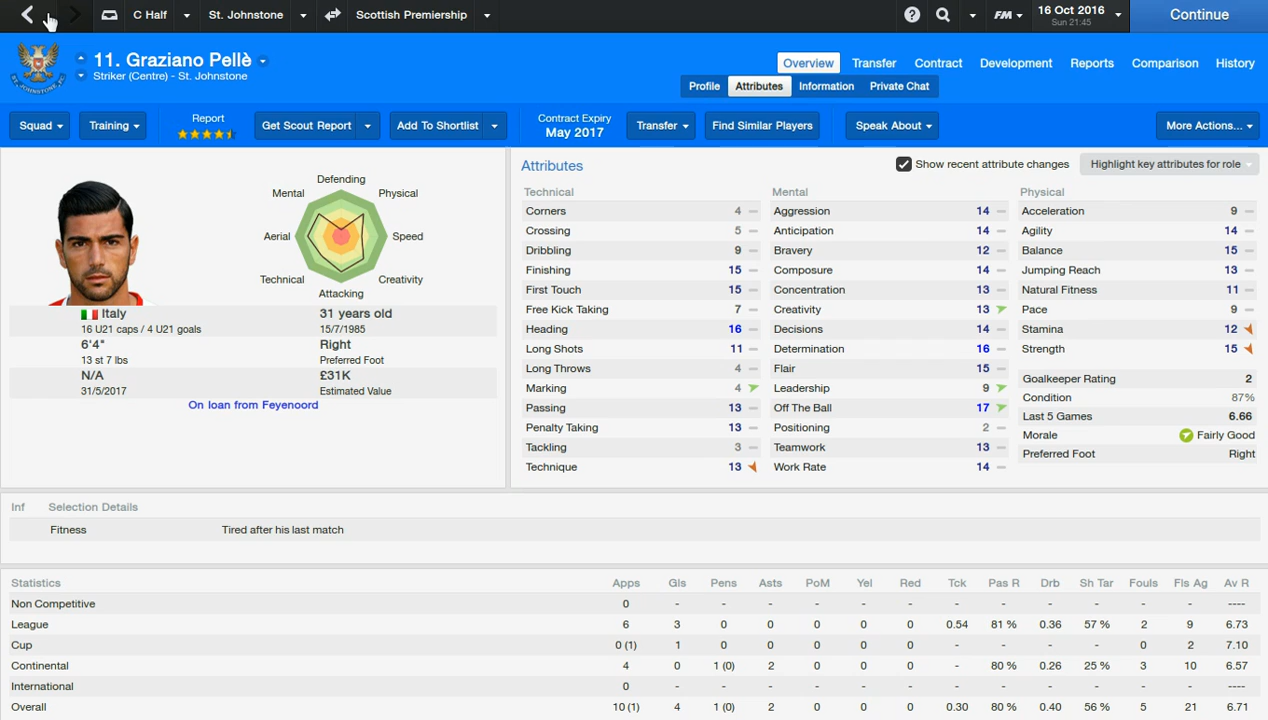 C Half St. Johnstone Scottish Premiership FM 16 Oct 2016 Continue
Sun 21:45
11. Graziano Pellè
Striker (Centre) - St. Johnstone
Overview Transfer Contract Development Reports Comparison History
Profile Attributes Information Private Chat
Squad Training Report Get Scout Report Add To Shortlist Contract Expiry May 2017 Transfer Find Similar Players Speak About More Actions...
Attributes Show recent attribute changes Highlight key attributes for role
Defending
Mental Physical
Aerial Speed
Technical Creativity
Attacking
Italy 31 years old
16 U21 caps / 4 U21 goals 15/7/1985
6'4" Right
13 st 7 lbs Preferred Foot
N/A £31K
31/5/2017 Estimated Value
On loan from Feyenoord
Technical
Corners 4
Crossing 5
Dribbling 9
Finishing 15
First Touch 15
Free Kick Taking 7
Heading 16
Long Shots 11
Long Throws 4
Marking 4
Passing 13
Penalty Taking 13
Tackling 3
Technique 13
Mental
Aggression 14
Anticipation 14
Bravery 12
Composure 14
Concentration 13
Creativity 13
Decisions 14
Determination 16
Flair 15
Leadership 9
Off The Ball 17
Positioning 2
Teamwork 13
Work Rate 14
Physical
Acceleration 9
Agility 14
Balance 15
Jumping Reach 13
Natural Fitness 11
Pace 9
Stamina 12
Strength 15
Goalkeeper Rating 2
Condition 87%
Last 5 Games 6.66
Morale Fairly Good
Preferred Foot Right
Inf Selection Details
Fitness Tired after his last match
Statistics Apps Gls Pens Asts PoM Yel Red Tck Pas R Drb Sh Tar Fouls Fls Ag Av R
Non Competitive 0 - - - - - - - - - - - - ----
League 6 3 0 0 0 0 0 0.54 81 % 0.36 57 % 2 9 6.73
Cup 0 (1) 1 0 0 0 0 0 - - - - 0 2 7.10
Continental 4 0 1 (0) 2 0 0 0 - 80 % 0.26 25 % 3 10 6.57
International 0 - - - - - - - - - - - - ----
Overall 10 (1) 4 1 (0) 2 0 0 0 0.30 80 % 0.40 56 % 5 21 6.71